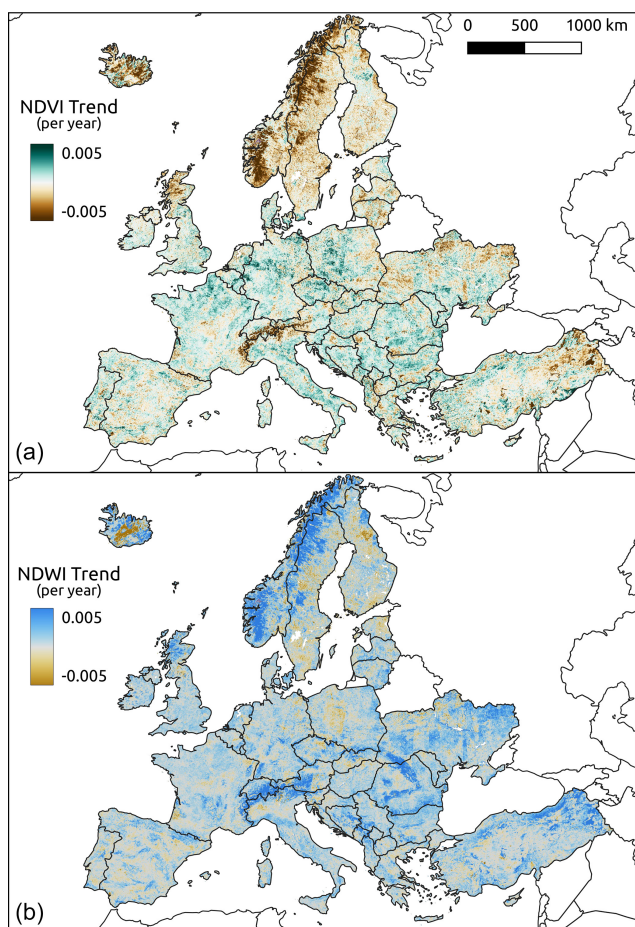 0 500 1000 km
NDVI Trend
(per year)
0.005
-0.005
(a)
NDWI Trend
(per year)
0.005
-0.005
(b)